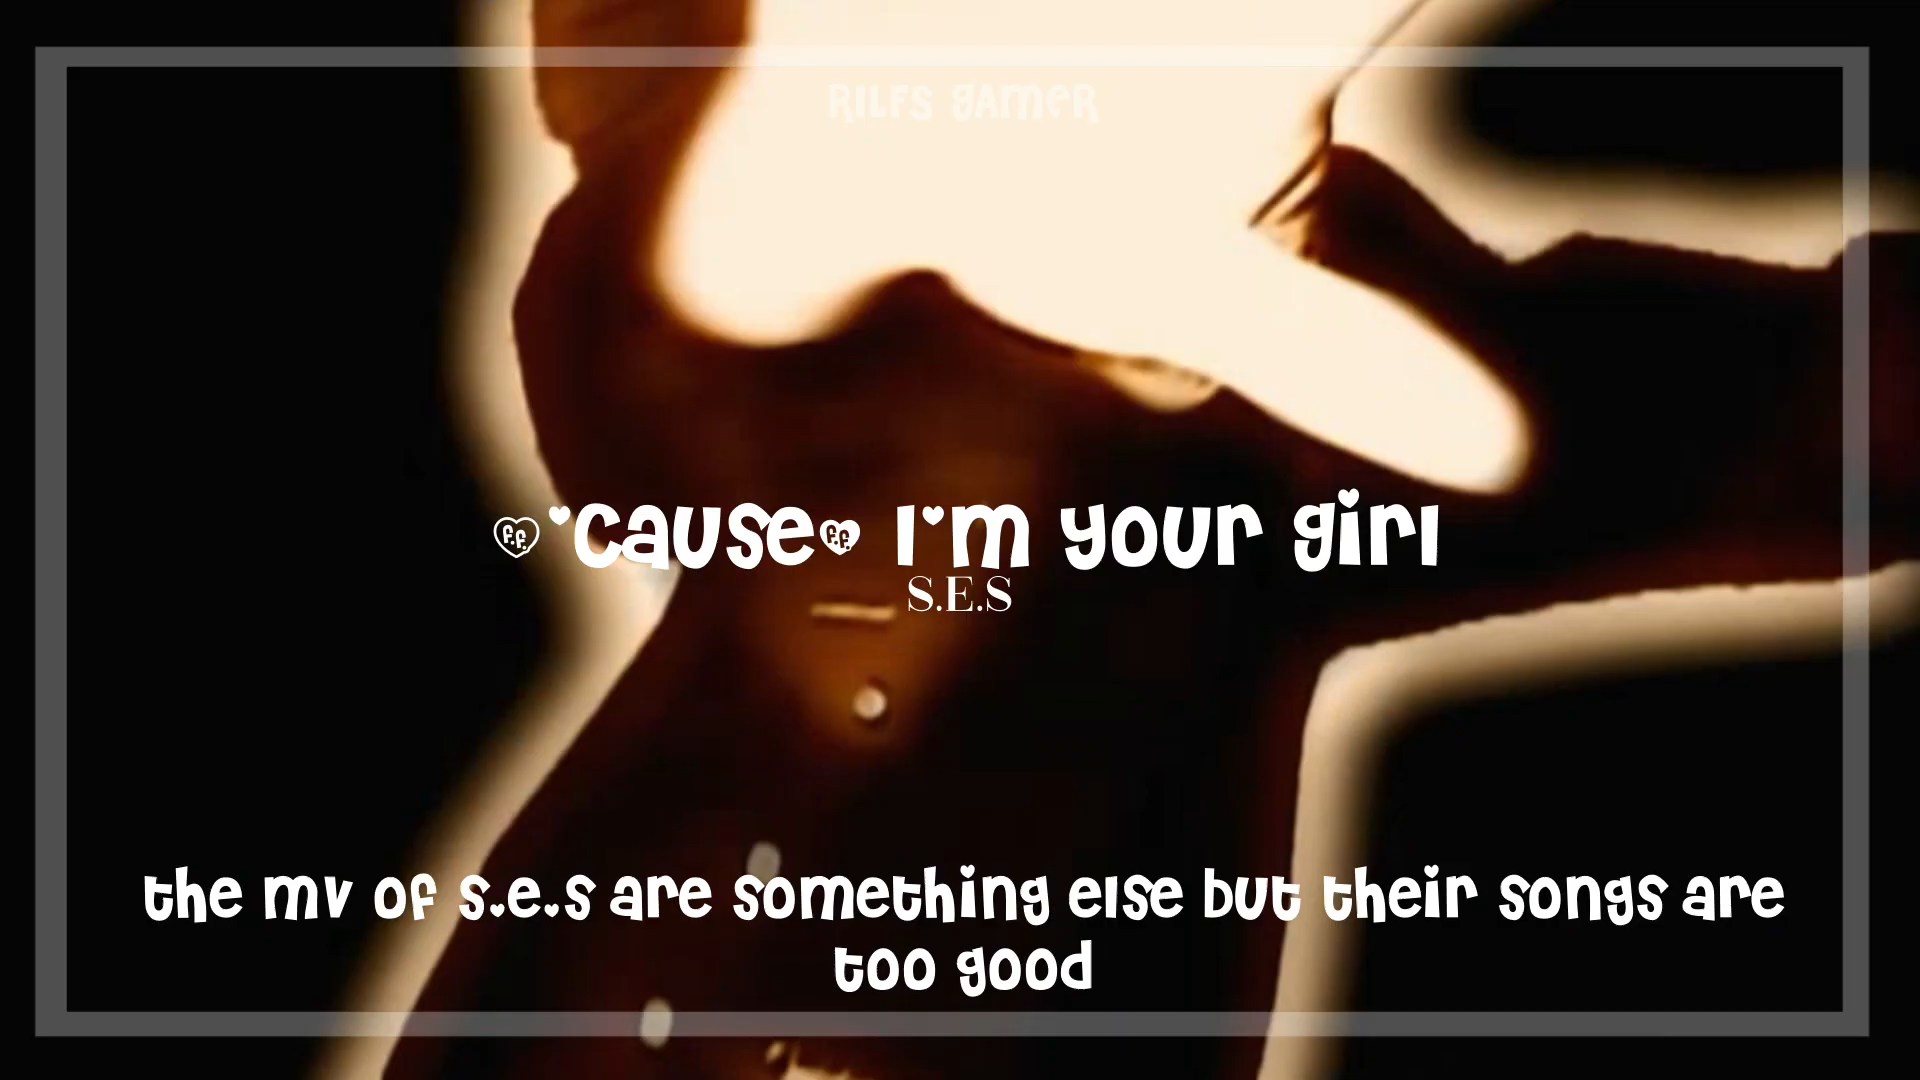 RILFS GAMER
'cause I'm your girl
S.E.S
the mv of s.e.s are something else but their songs are
too good